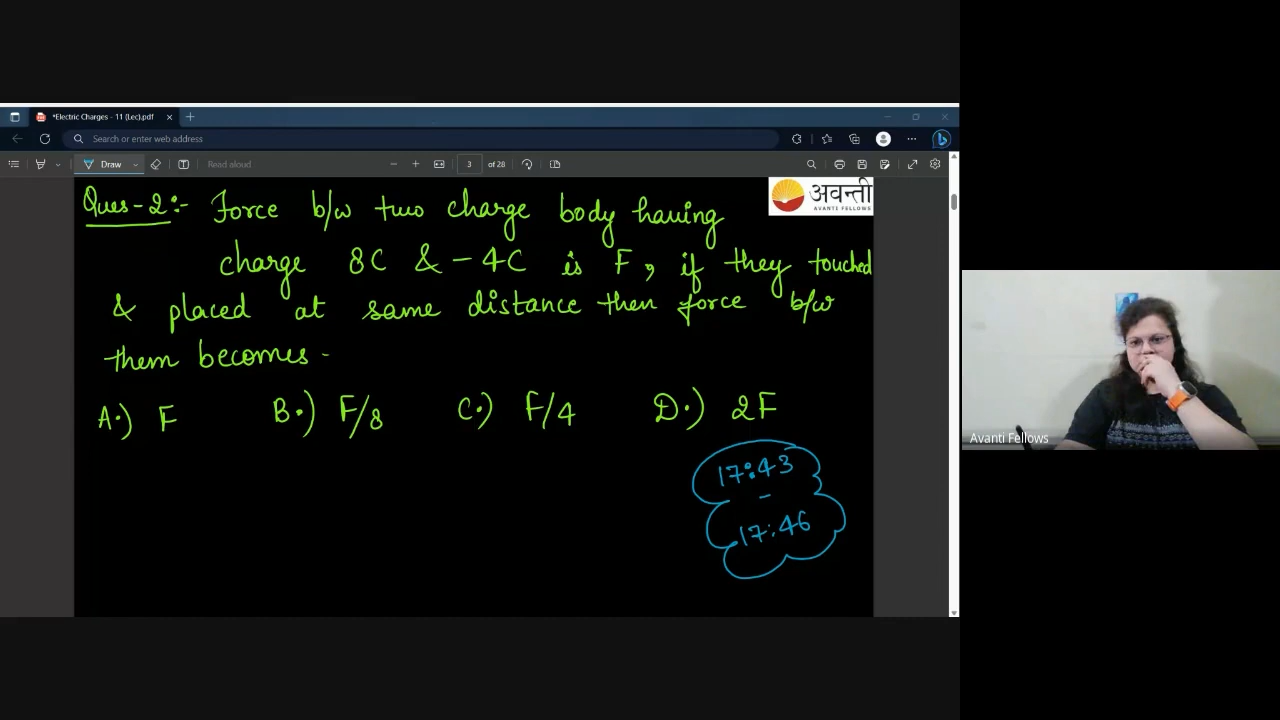 *Electric Charges - 11 (Lec).pdf
Search or enter web address
Draw
Read aloud
3
of 28
अवन्ती
AVANTI FELLOWS
Ques-2:- Force b/w two charge body having
charge 8C & - 4C is F, if they touched
& placed at same distance then force b/w
them becomes -
A.) F B.) F/8 C.) F/4 D.) 2F
17:43
-
17:46
Avanti Fellows